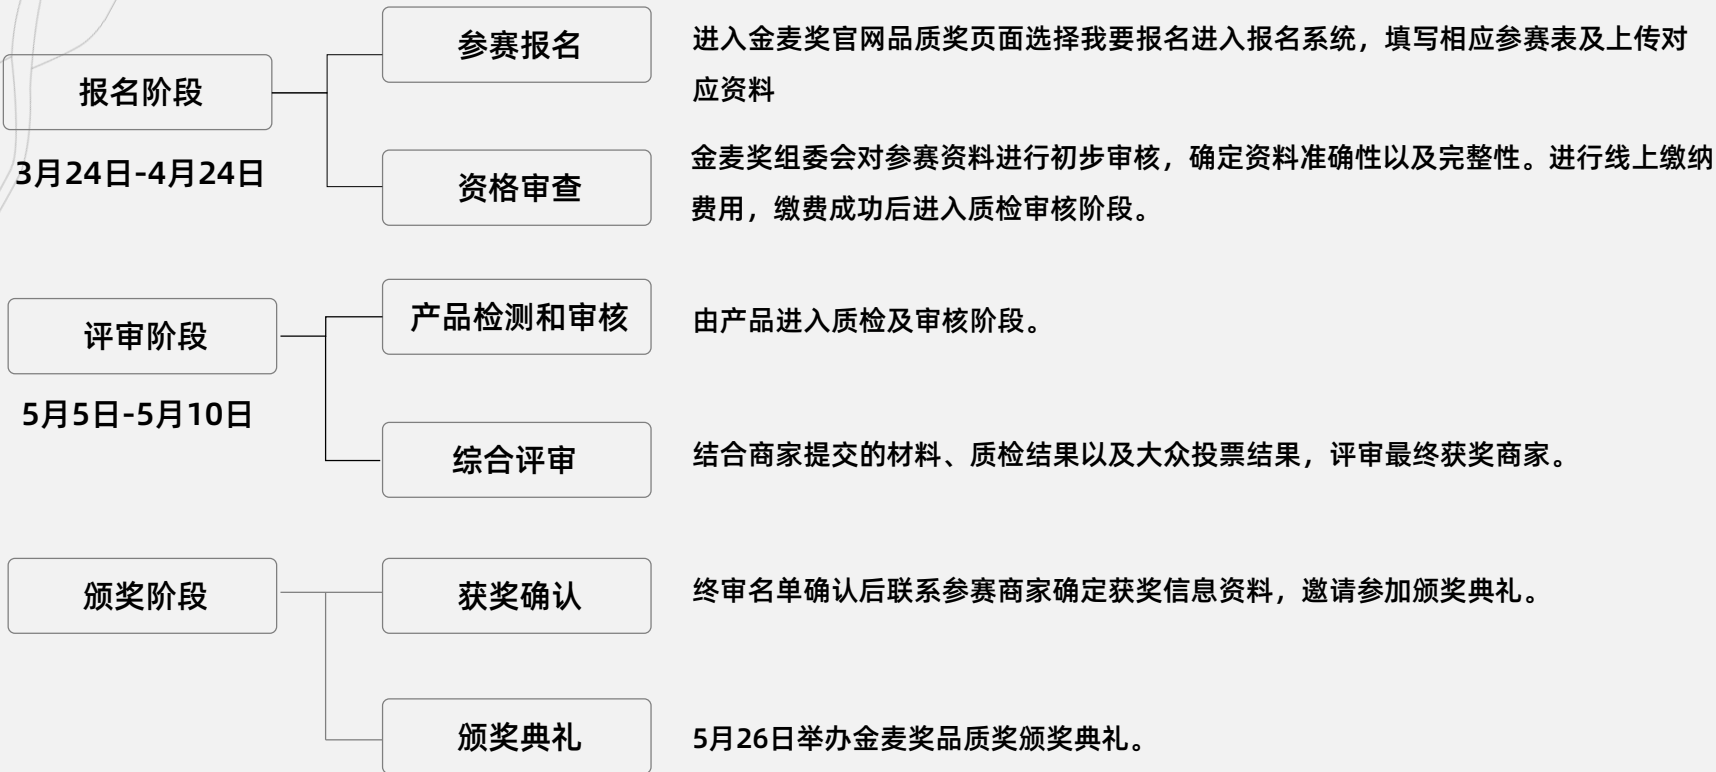 报名阶段
3月24日-4月24日
参赛报名
进入金麦奖官网品质奖页面选择我要报名进入报名系统，填写相应参赛表及上传对
应资料
资格审查
金麦奖组委会对参赛资料进行初步审核，确定资料准确性以及完整性。进行线上缴纳
费用，缴费成功后进入质检审核阶段。
评审阶段
5月5日-5月10日
产品检测和审核
由产品进入质检及审核阶段。
综合评审
结合商家提交的材料、质检结果以及大众投票结果，评审最终获奖商家。
颁奖阶段
获奖确认
终审名单确认后联系参赛商家确定获奖信息资料，邀请参加颁奖典礼。
颁奖典礼
5月26日举办金麦奖品质奖颁奖典礼。